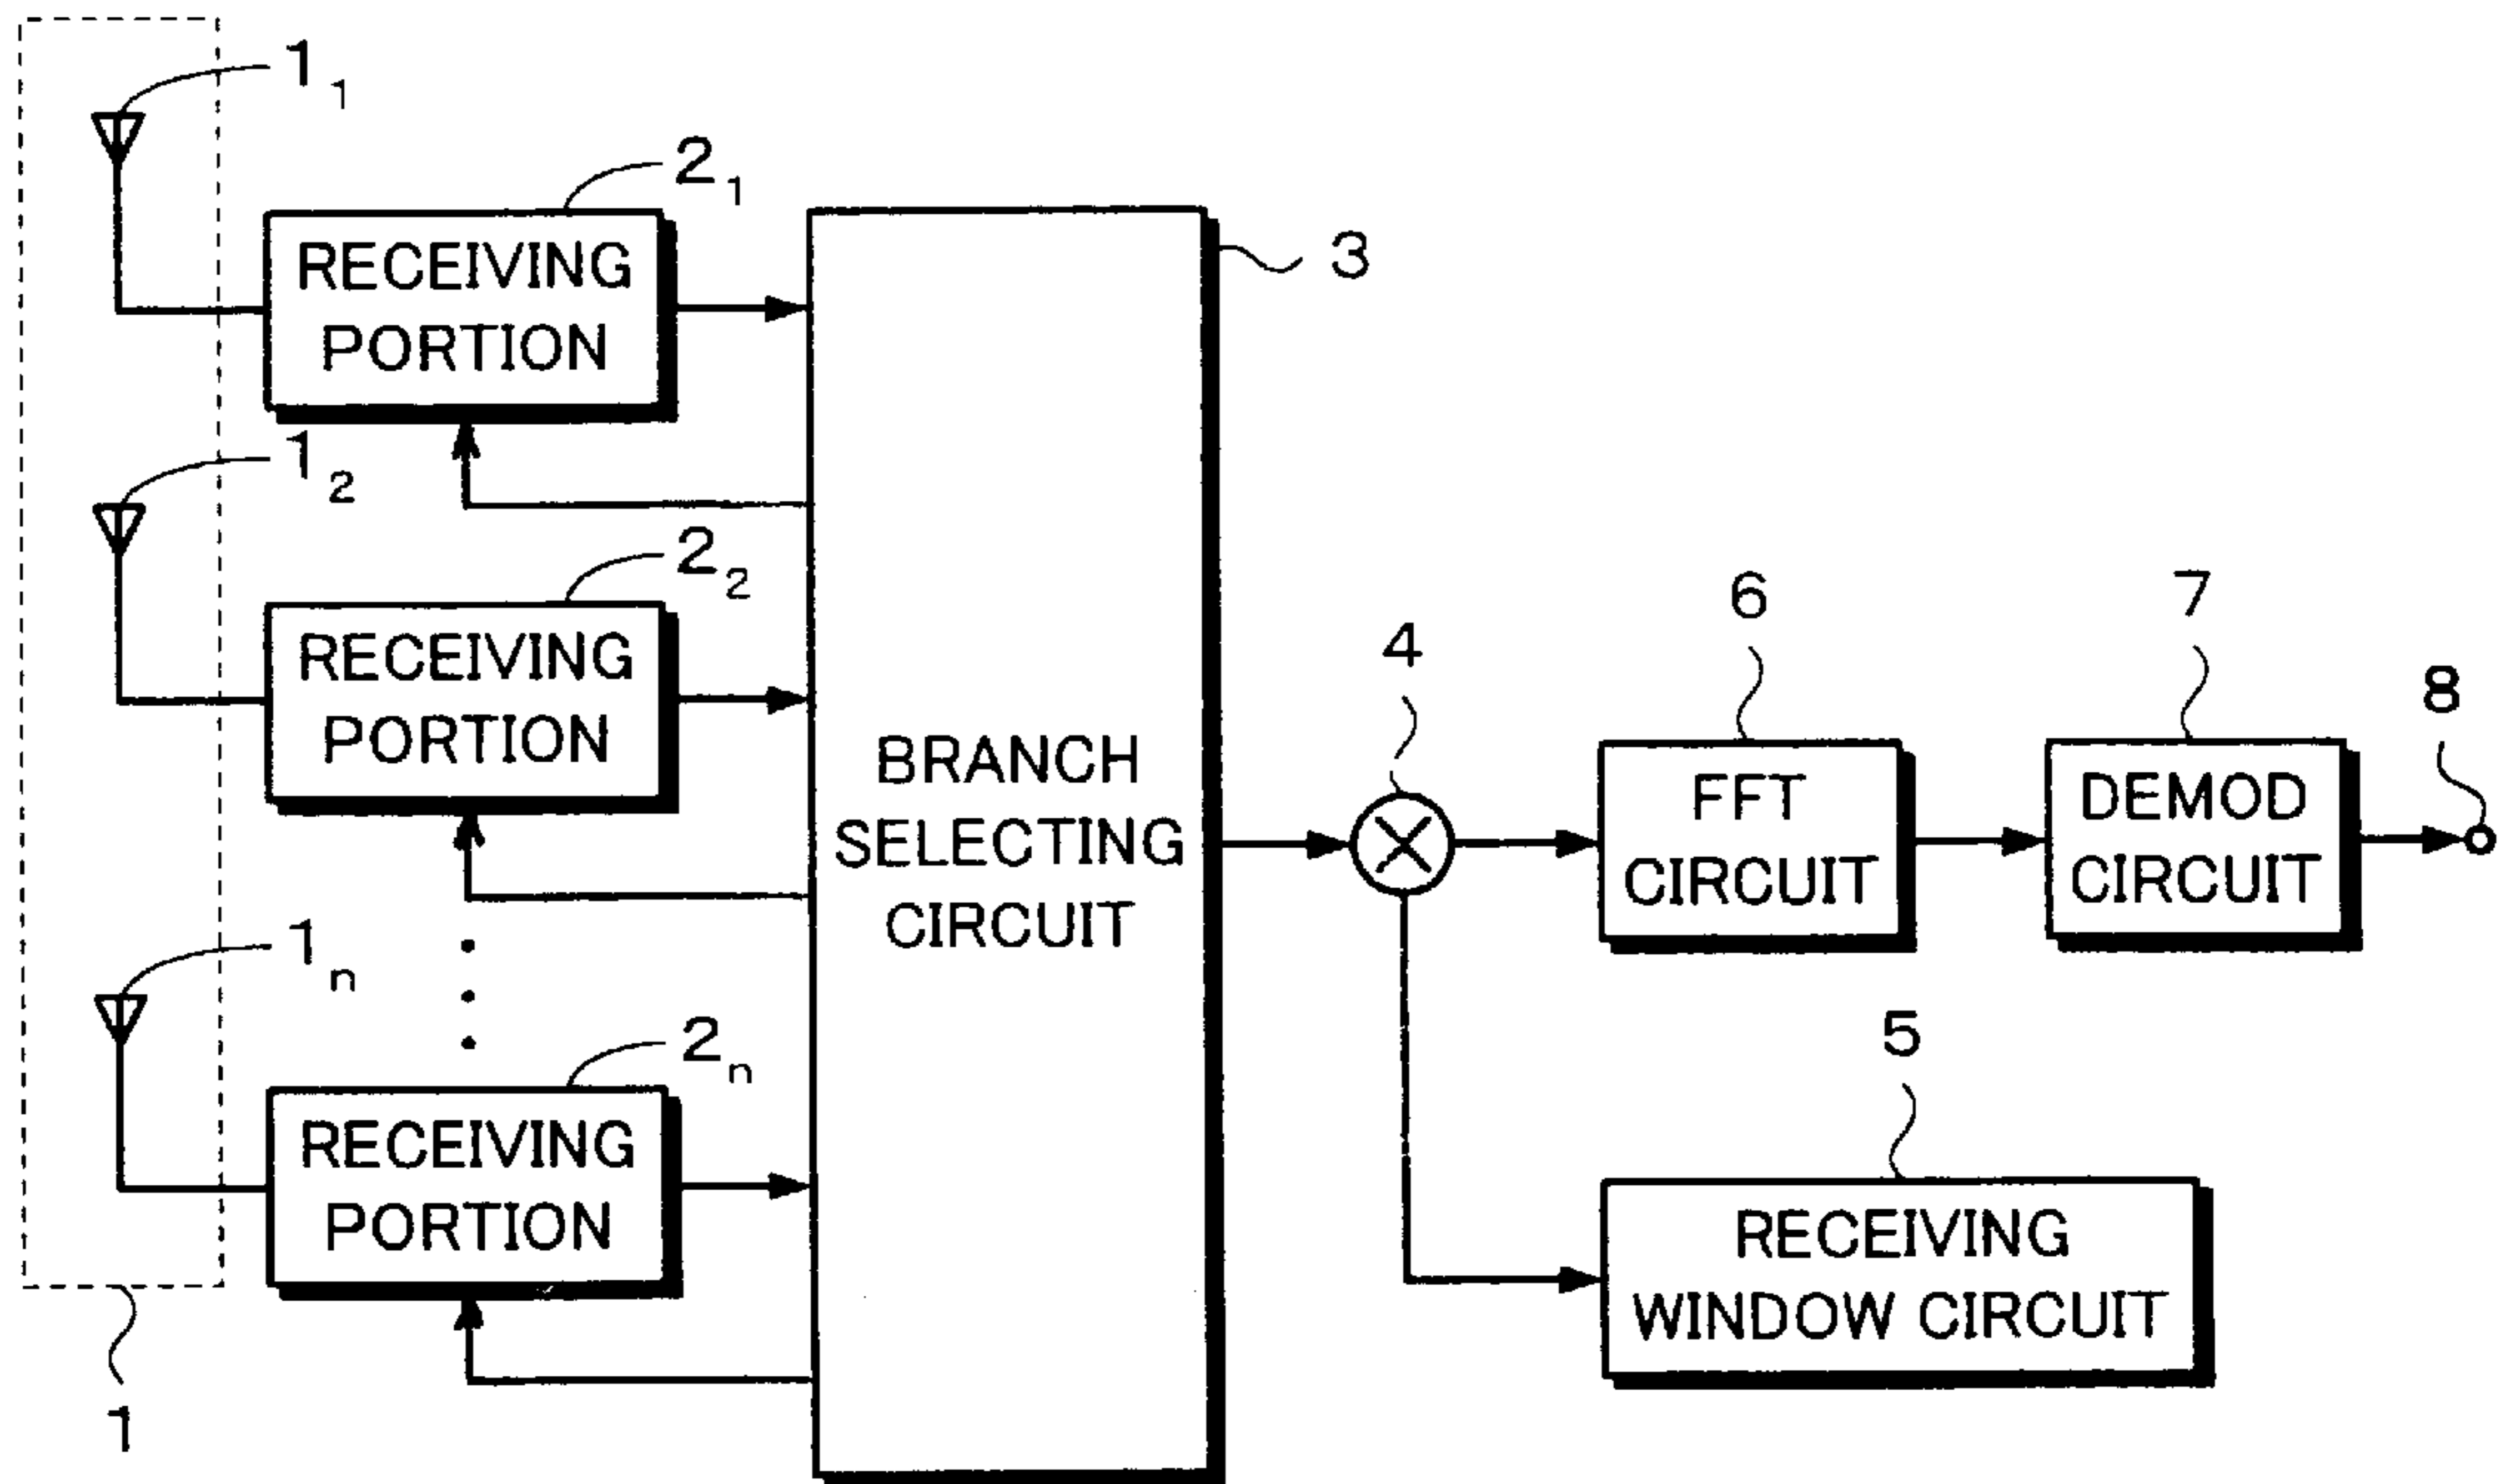 1₁
2₁
RECEIVING
PORTION
3
1₂
2₂
RECEIVING
PORTION
1ₙ
2ₙ
RECEIVING
PORTION
1
BRANCH
SELECTING
CIRCUIT
4
6
FFT
CIRCUIT
7
DEMOD
CIRCUIT
8
5
RECEIVING
WINDOW CIRCUIT